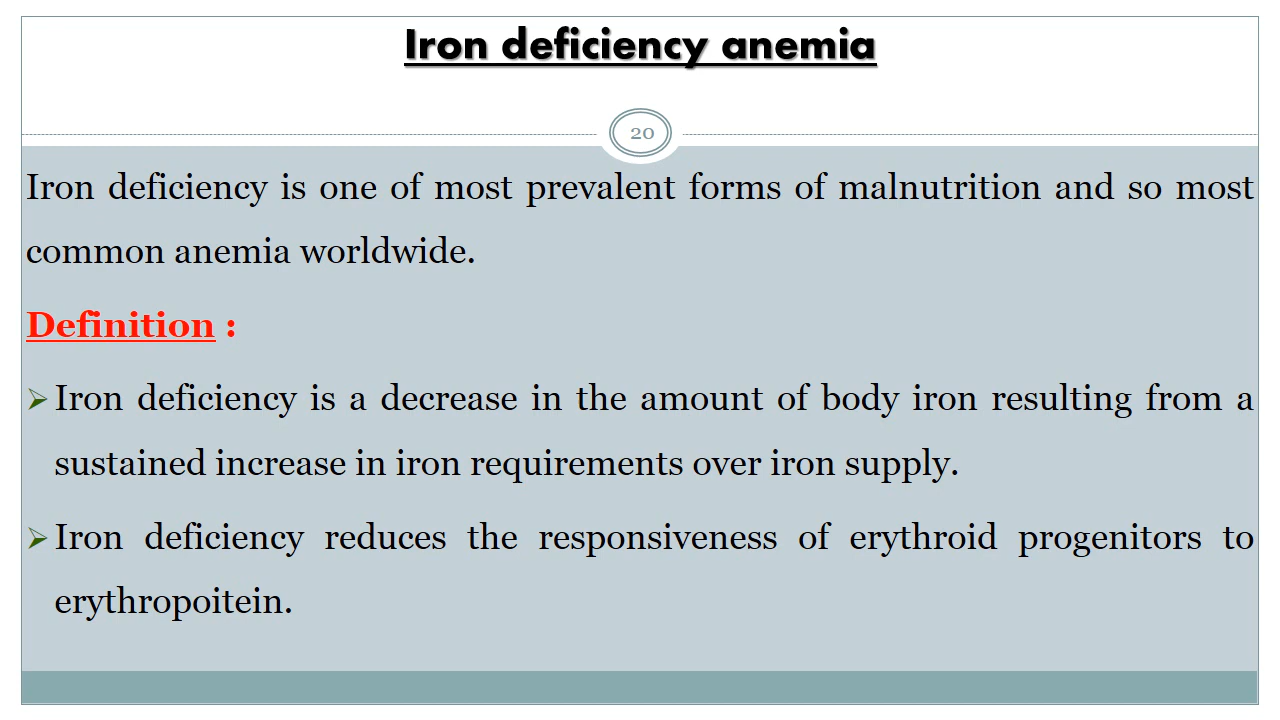 Iron deficiency anemia
20
Iron deficiency is one of most prevalent forms of malnutrition and so most
common anemia worldwide.
Definition :
➢ Iron deficiency is a decrease in the amount of body iron resulting from a
sustained increase in iron requirements over iron supply.
➢ Iron deficiency reduces the responsiveness of erythroid progenitors to
erythropoitein.